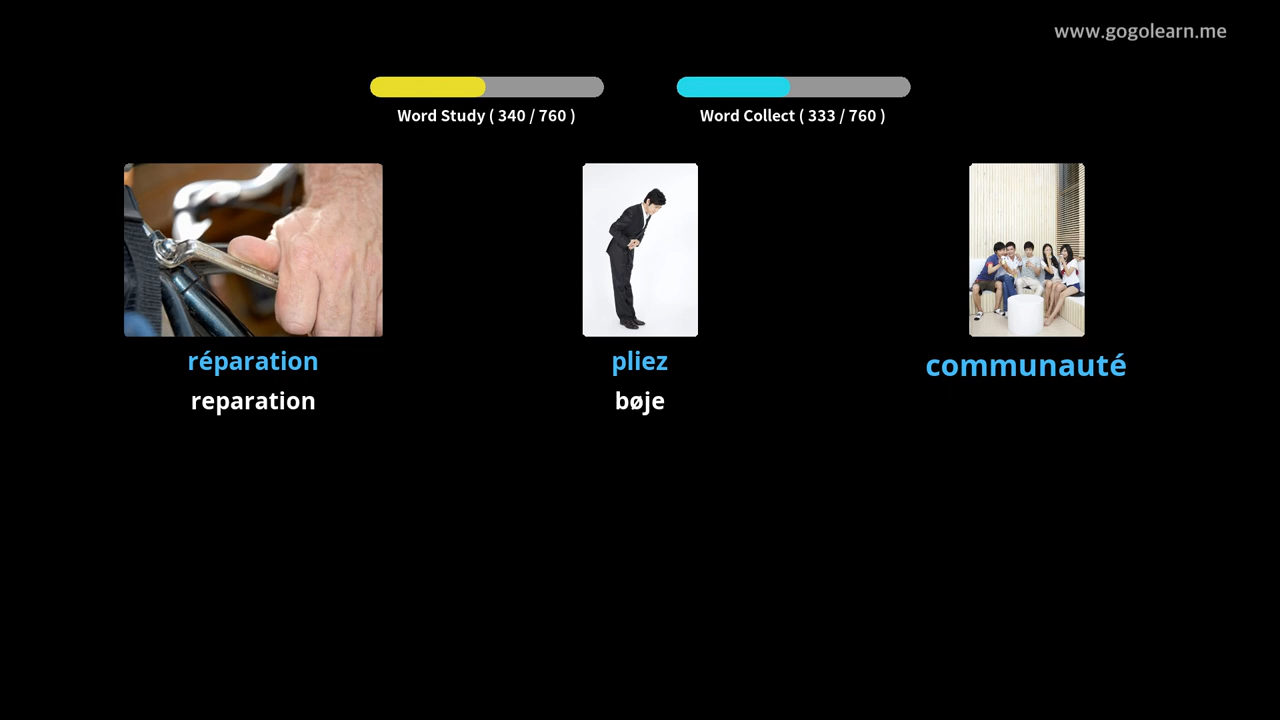 www.gogolearn.me
Word Study ( 340 / 760 )
Word Collect ( 333 / 760 )
réparation
reparation
pliez
bøje
communauté